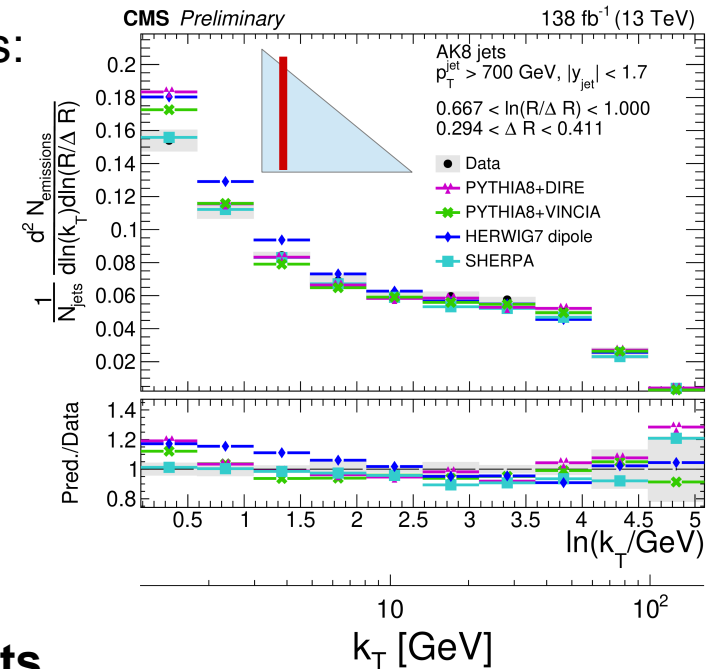 s:
CMS Preliminary 138 fb⁻¹ (13 TeV)
AK8 jets
p_T^jet > 700 GeV, |y_jet| < 1.7
0.667 < ln(R/Δ R) < 1.000
0.294 < Δ R < 0.411
Data
PYTHIA8+DIRE
PYTHIA8+VINCIA
HERWIG7 dipole
SHERPA
1/N_jets d² N_emissions / dln(k_T)dln(R/Δ R)
0.2
0.18
0.16
0.14
0.12
0.1
0.08
0.06
0.04
0.02
Pred./Data
1.4
1.2
1
0.8
0.5 1 1.5 2 2.5 3 3.5 4 4.5 5
ln(k_T/GeV)
10 10²
k_T [GeV]
ts